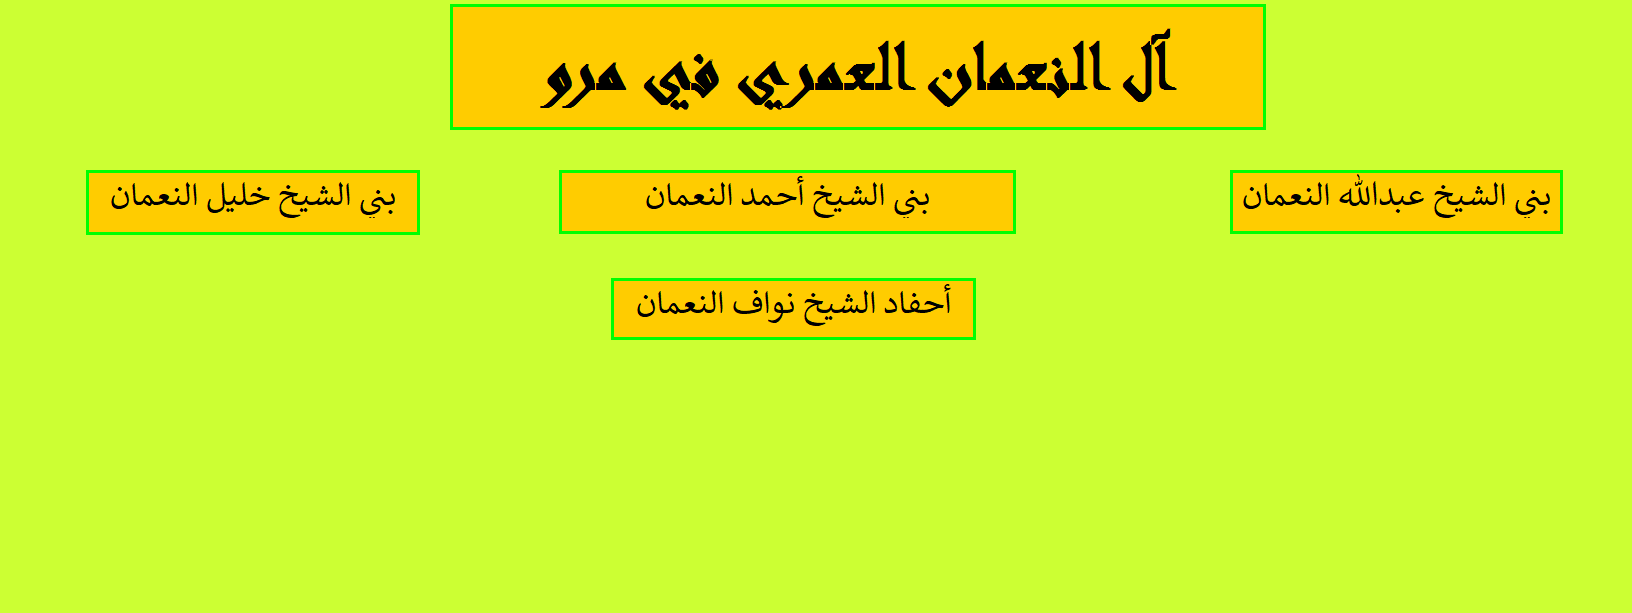 آل النعمان العمري في مرو
بني الشيخ عبدالله النعمان
بني الشيخ أحمد النعمان
بني الشيخ خليل النعمان
أحفاد الشيخ نواف النعمان